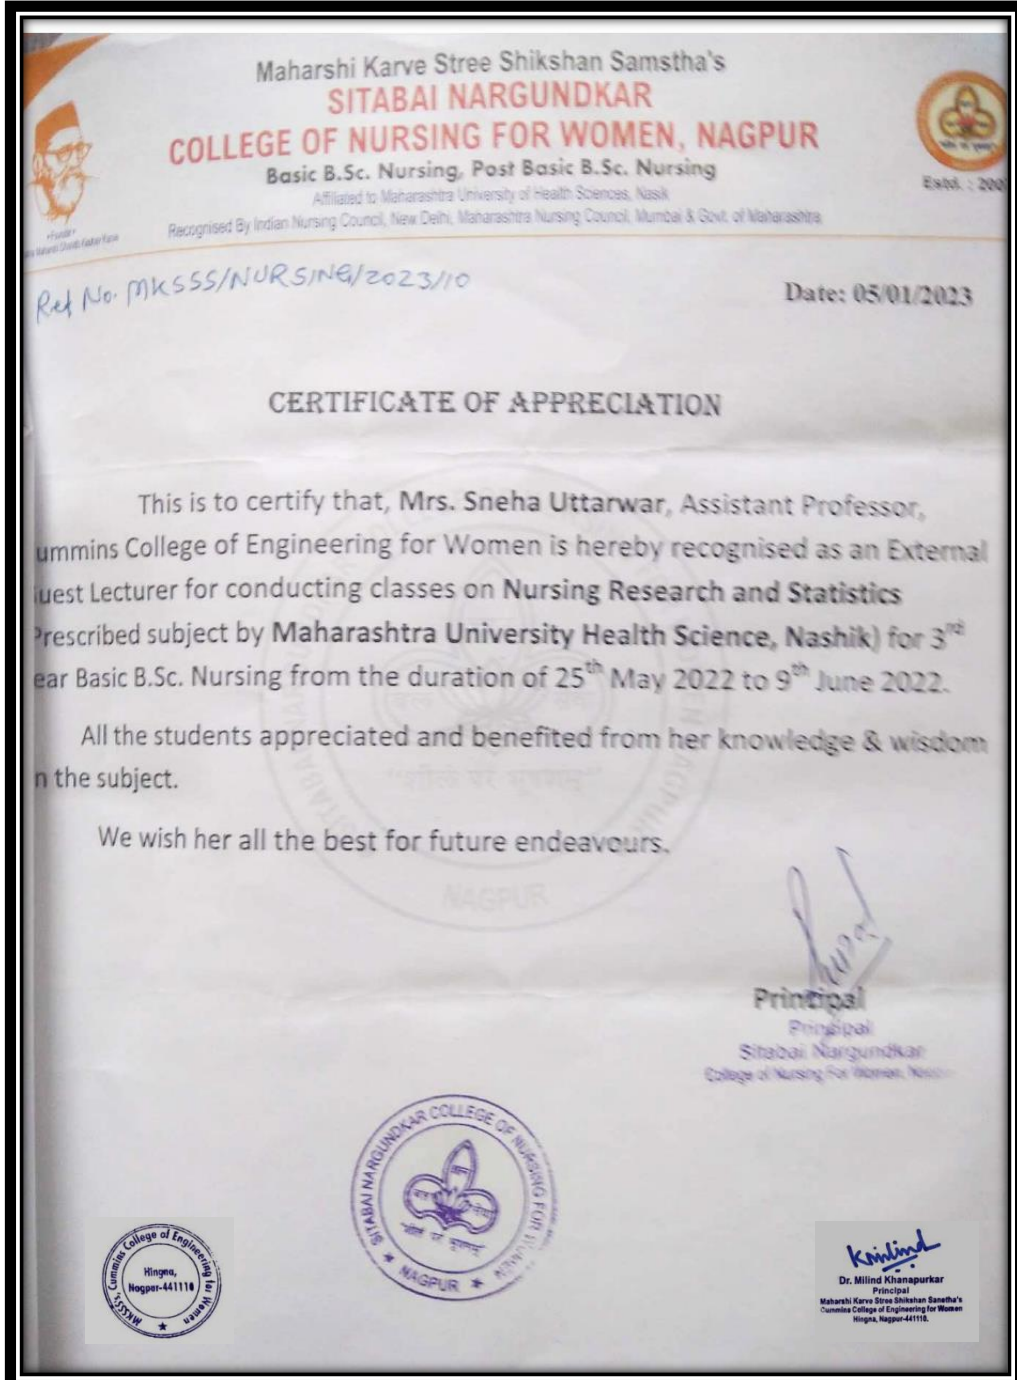 Maharshi Karve Stree Shikshan Samstha's
SITABAI NARGUNDKAR
COLLEGE OF NURSING FOR WOMEN, NAGPUR
Basic B.Sc. Nursing, Post Basic B.Sc. Nursing
Affiliated to Maharashtra University of Health Sciences, Nasik
Recognised By Indian Nursing Council, New Delhi, Maharashtra Nursing Council, Mumbai & Govt. of Maharashtra
Estd. : 200
Ref No. MKSSS/NURSING/2023/10
Date: 05/01/2023
CERTIFICATE OF APPRECIATION
This is to certify that, Mrs. Sneha Uttarwar, Assistant Professor,
ummins College of Engineering for Women is hereby recognised as an External
uest Lecturer for conducting classes on Nursing Research and Statistics
Prescribed subject by Maharashtra University Health Science, Nashik) for 3rd
ear Basic B.Sc. Nursing from the duration of 25th May 2022 to 9th June 2022.
All the students appreciated and benefited from her knowledge & wisdom
n the subject.
We wish her all the best for future endeavours.
"शीलं परं भूषणम्"
NAGPUR
Principal
Principal
Sitabai Nargundkar
College of Nursing For Women,
SITABAI NARGUNDKAR COLLEGE OF NURSING FOR WOMEN
NAGPUR
MKSSS's, Cummins College of Engineering for Women
Hingna,
Nagpur-441110
Dr. Milind Khanapurkar
Principal
Maharshi Karve Stree Shikshan Sanstha's
Cummins College of Engineering for Women
Hingna, Nagpur-441110.